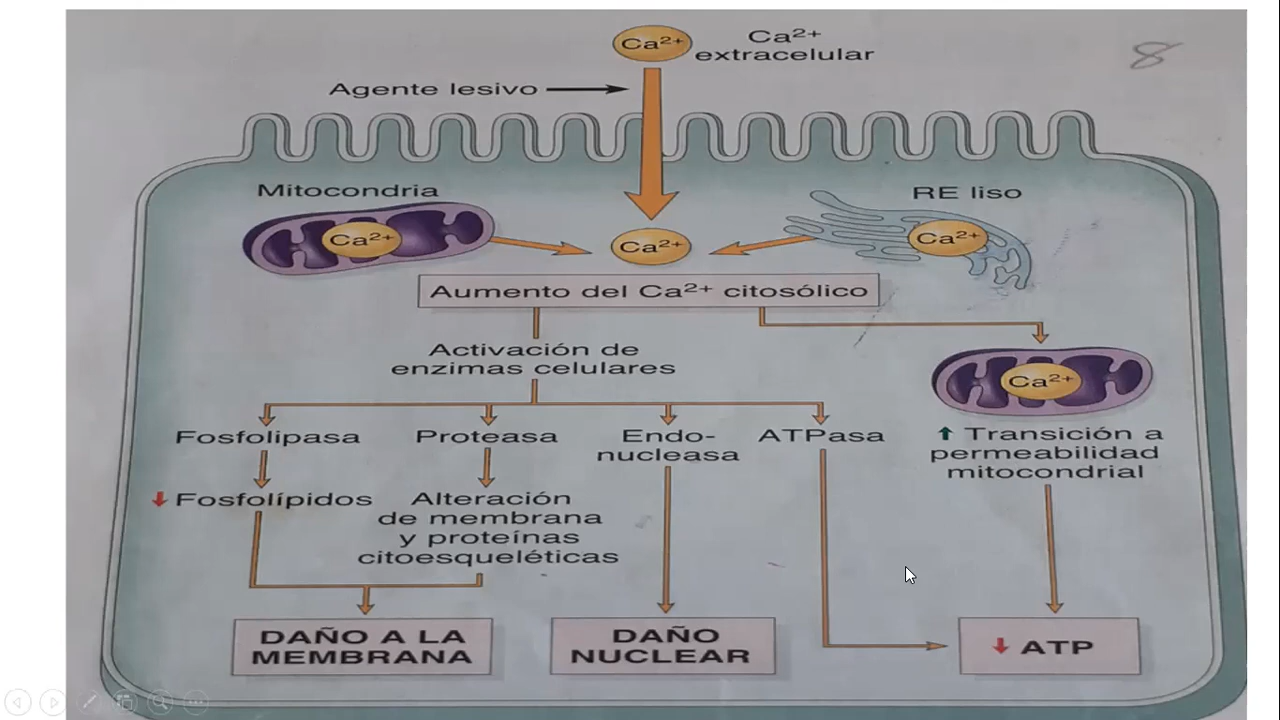 Ca²⁺
Ca²⁺
extracelular
8
Agente lesivo
Mitocondria
RE liso
Ca²⁺
Ca²⁺
Ca²⁺
Aumento del Ca²⁺ citosólico
Activación de
enzimas celulares
Ca²⁺
Fosfolipasa
Proteasa
Endo-
nucleasa
ATPasa
↑ Transición a
permeabilidad
mitocondrial
↓ Fosfolípidos
Alteración
de membrana
y proteínas
citoesqueléticas
DAÑO A LA
MEMBRANA
DAÑO
NUCLEAR
↓ ATP